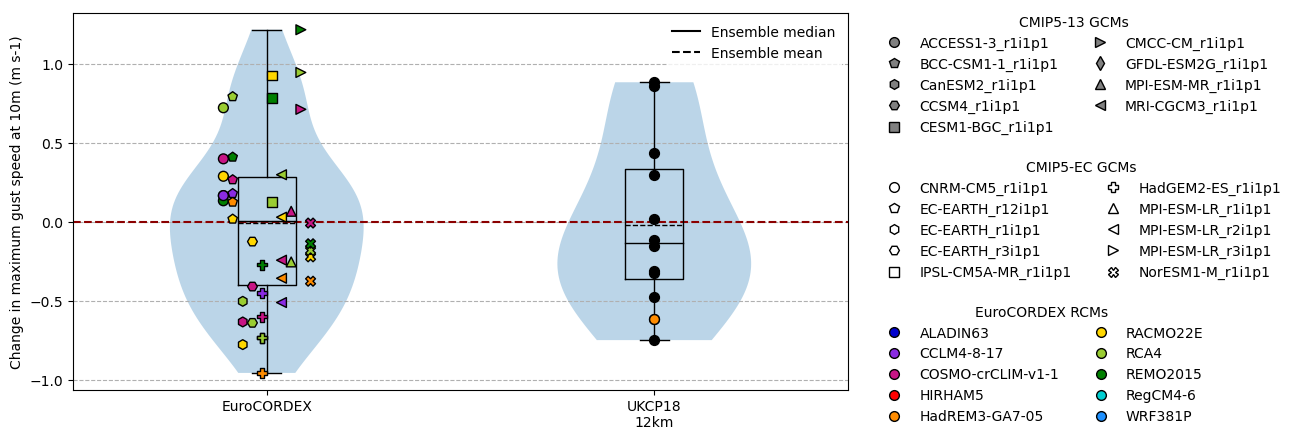 Change in maximum gust speed at 10m (m s-1)
1.0
0.5
0.0
−0.5
−1.0
EuroCORDEX
UKCP18
12km
Ensemble median
Ensemble mean
CMIP5-13 GCMs
ACCESS1-3_r1i1p1
BCC-CSM1-1_r1i1p1
CanESM2_r1i1p1
CCSM4_r1i1p1
CESM1-BGC_r1i1p1
CMCC-CM_r1i1p1
GFDL-ESM2G_r1i1p1
MPI-ESM-MR_r1i1p1
MRI-CGCM3_r1i1p1
CMIP5-EC GCMs
CNRM-CM5_r1i1p1
EC-EARTH_r12i1p1
EC-EARTH_r1i1p1
EC-EARTH_r3i1p1
IPSL-CM5A-MR_r1i1p1
HadGEM2-ES_r1i1p1
MPI-ESM-LR_r1i1p1
MPI-ESM-LR_r2i1p1
MPI-ESM-LR_r3i1p1
NorESM1-M_r1i1p1
EuroCORDEX RCMs
ALADIN63
CCLM4-8-17
COSMO-crCLIM-v1-1
HIRHAM5
HadREM3-GA7-05
RACMO22E
RCA4
REMO2015
RegCM4-6
WRF381P